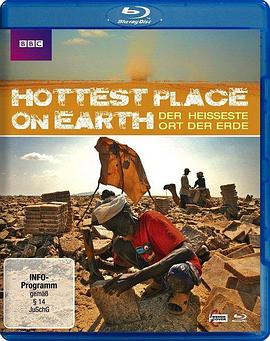 Blu-ray Disc
BBC
HOTTEST PLACE
ON EARTH
DER HEISSESTE
ORT DER ERDE
INFO-
Programm
gemäß
§ 14
JuSchG